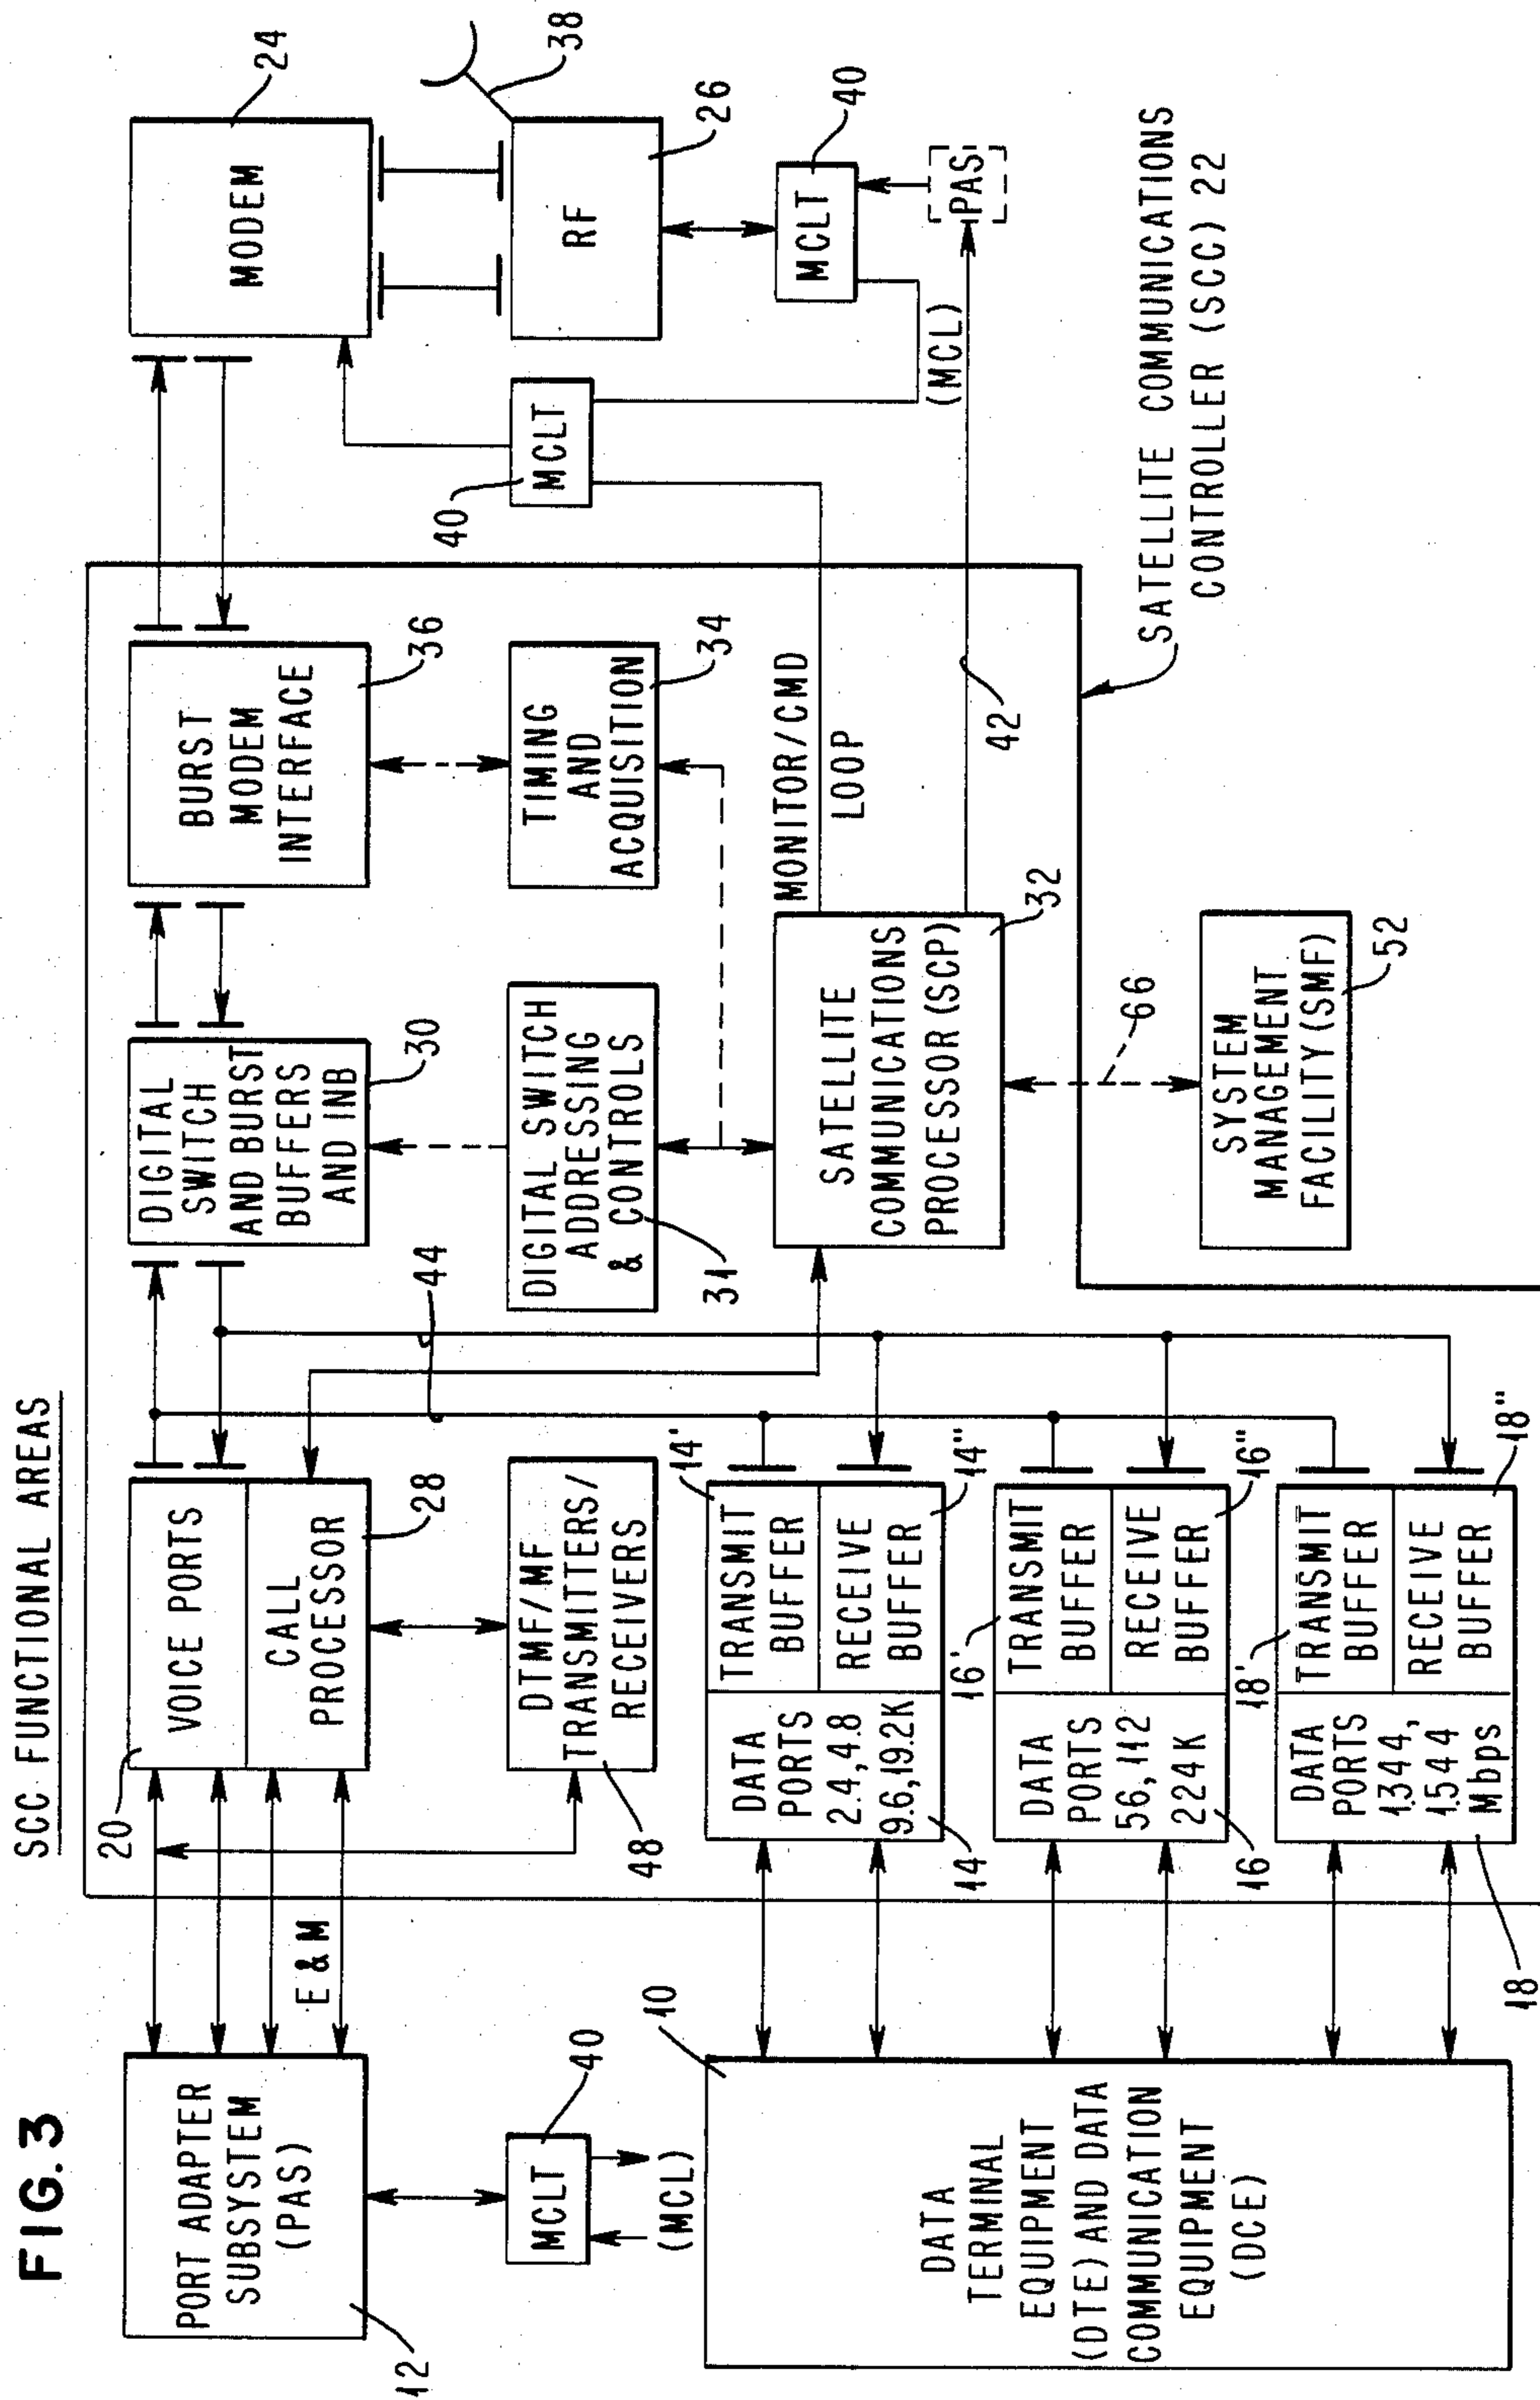 FIG. 3
SCC FUNCTIONAL AREAS
PORT ADAPTER
SUBSYSTEM
(PAS)
12
E & M
MCLT
40
(MCL)
DATA
TERMINAL
EQUIPMENT
(DTE) AND DATA
COMMUNICATION
EQUIPMENT
(DCE)
10
20
VOICE PORTS
CALL
PROCESSOR
28
DTMF/MF
TRANSMITTERS/
RECEIVERS
48
DATA
PORTS
2.4, 4.8
9.6, 19.2K
14
TRANSMIT
BUFFER
14'
RECEIVE
BUFFER
14"
DATA
PORTS
56, 112
224K
16
TRANSMIT
BUFFER
16'
RECEIVE
BUFFER
16"
DATA
PORTS
1.344,
1.544
Mbps
18
TRANSMIT
BUFFER
18'
RECEIVE
BUFFER
18"
44
DIGITAL
SWITCH
AND BURST
BUFFERS
AND INB
30
DIGITAL SWITCH
ADDRESSING
& CONTROLS
31
SATELLITE
COMMUNICATIONS
PROCESSOR (SCP)
32
BURST
MODEM
INTERFACE
36
TIMING
AND
ACQUISITION
34
MONITOR/CMD
LOOP
42
66
SYSTEM
MANAGEMENT
FACILITY (SMF)
52
MODEM
24
RF
26
38
MCLT
40
MCLT
40
(MCL)
PAS
SATELLITE COMMUNICATIONS
CONTROLLER (SCC) 22